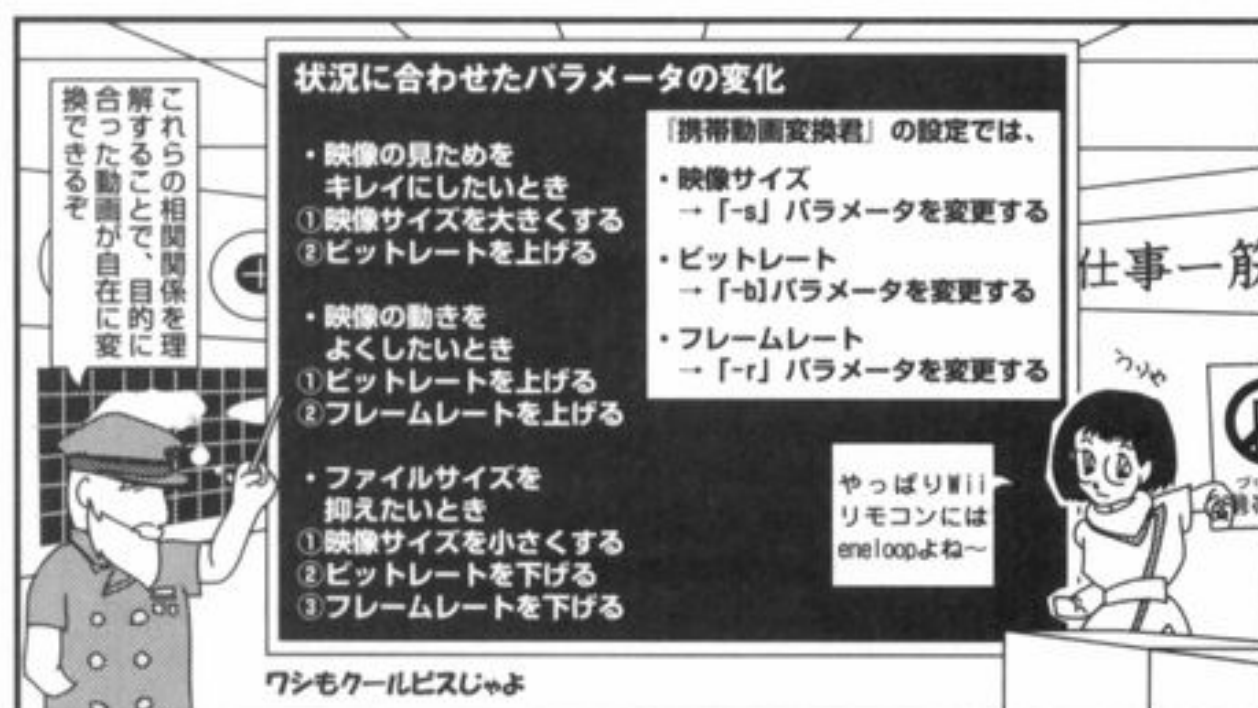 状況に合わせたパラメータの変化
これらの相関関係を理
解することで、目的に
合った動画が自在に変
換できるぞ
・映像の見ためを
キレイにしたいとき
①映像サイズを大きくする
②ビットレートを上げる
・映像の動きを
よくしたいとき
①ビットレートを上げる
②フレームレートを上げる
・ファイルサイズを
抑えたいとき
①映像サイズを小さくする
②ビットレートを下げる
③フレームレートを下げる
『携帯動画変換君』の設定では、
・映像サイズ
→「-s」パラメータを変更する
・ビットレート
→「-b]パラメータを変更する
・フレームレート
→「-r」パラメータを変更する
仕事一筋
うりゃ
やっぱりWii
リモコンには
eneloopよね～
ワシもクールビズじゃよ